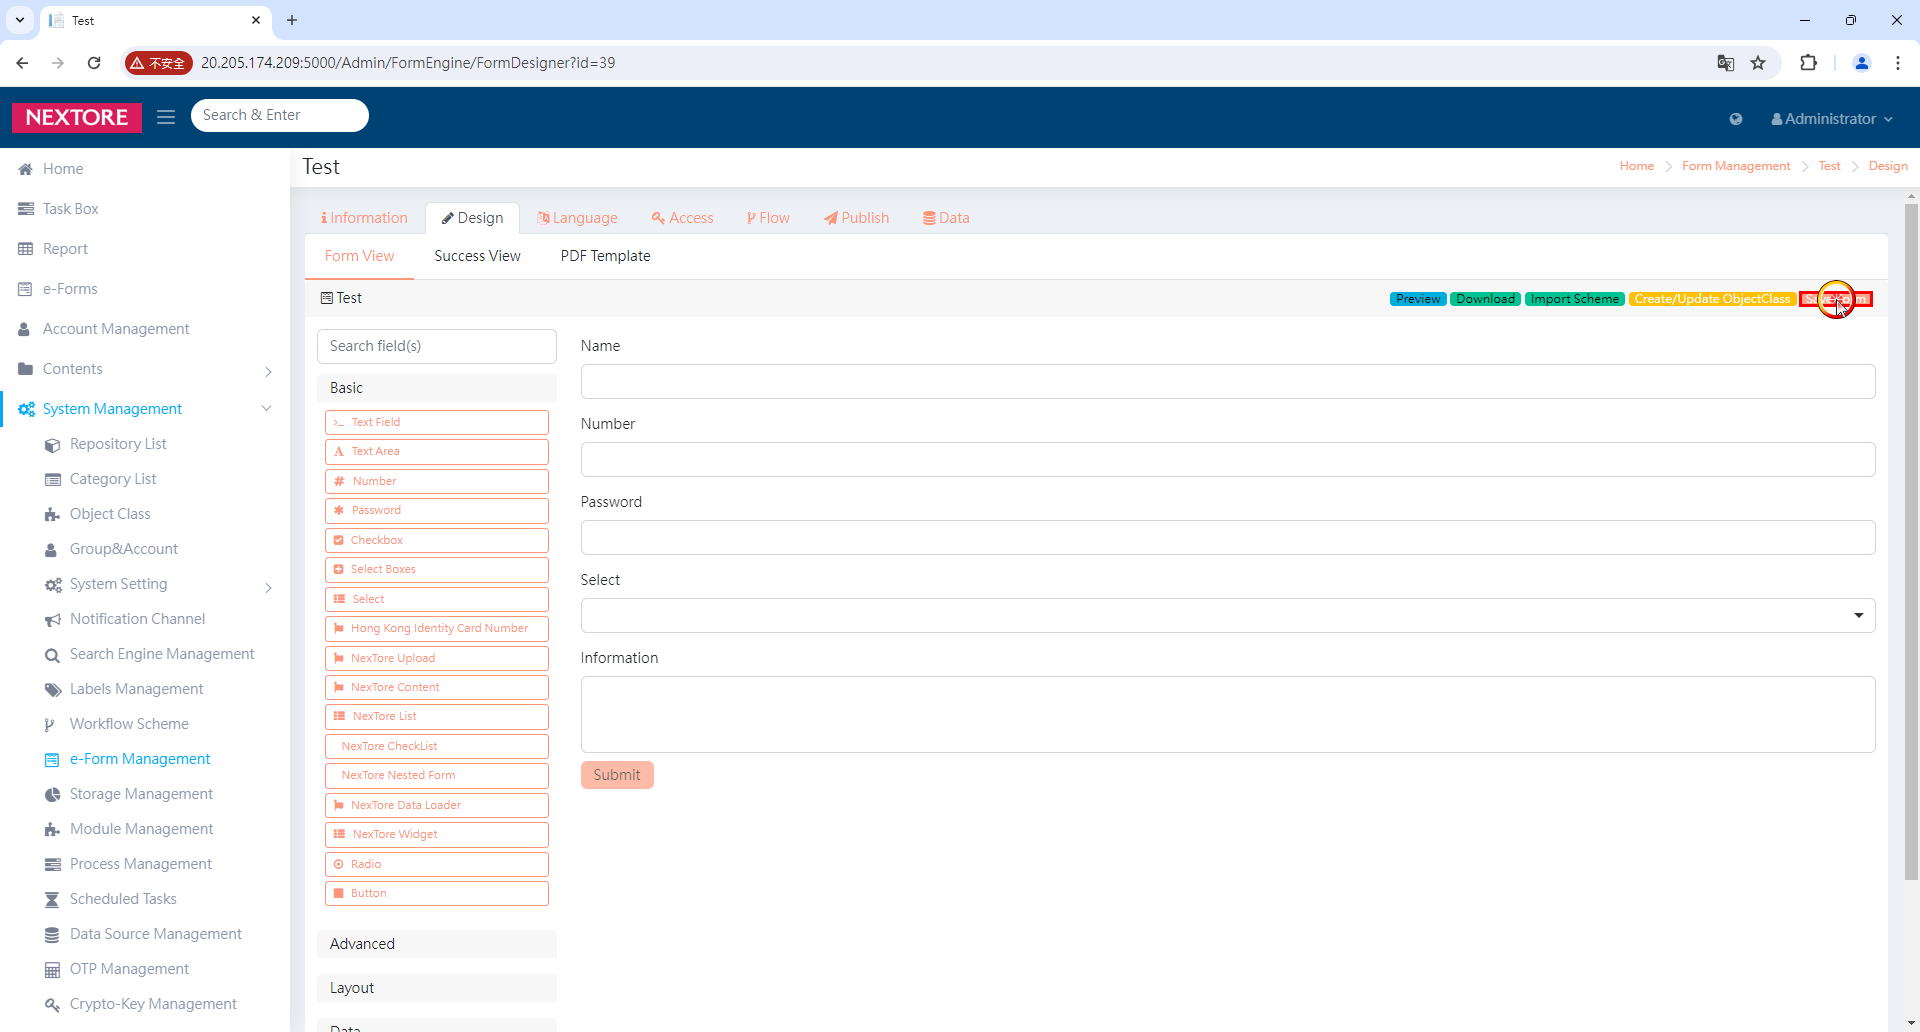 Test
不安全
20.205.174.209:5000/Admin/FormEngine/FormDesigner?id=39
NEXTORE
Search & Enter
Administrator
Test
Home
Form Management
Test
Design
Home
Task Box
Report
e-Forms
Account Management
Contents
System Management
Repository List
Category List
Object Class
Group&Account
System Setting
Notification Channel
Search Engine Management
Labels Management
Workflow Scheme
e-Form Management
Storage Management
Module Management
Process Management
Scheduled Tasks
Data Source Management
OTP Management
Crypto-Key Management
Information
Design
Language
Access
Flow
Publish
Data
Form View
Success View
PDF Template
Test
Preview
Download
Import Scheme
Create/Update ObjectClass
Search field(s)
Basic
Text Field
Text Area
Number
Password
Checkbox
Select Boxes
Select
Hong Kong Identity Card Number
NexTore Upload
NexTore Content
NexTore List
NexTore CheckList
NexTore Nested Form
NexTore Data Loader
NexTore Widget
Radio
Button
Advanced
Layout
Data
Name
Number
Password
Select
Information
Submit